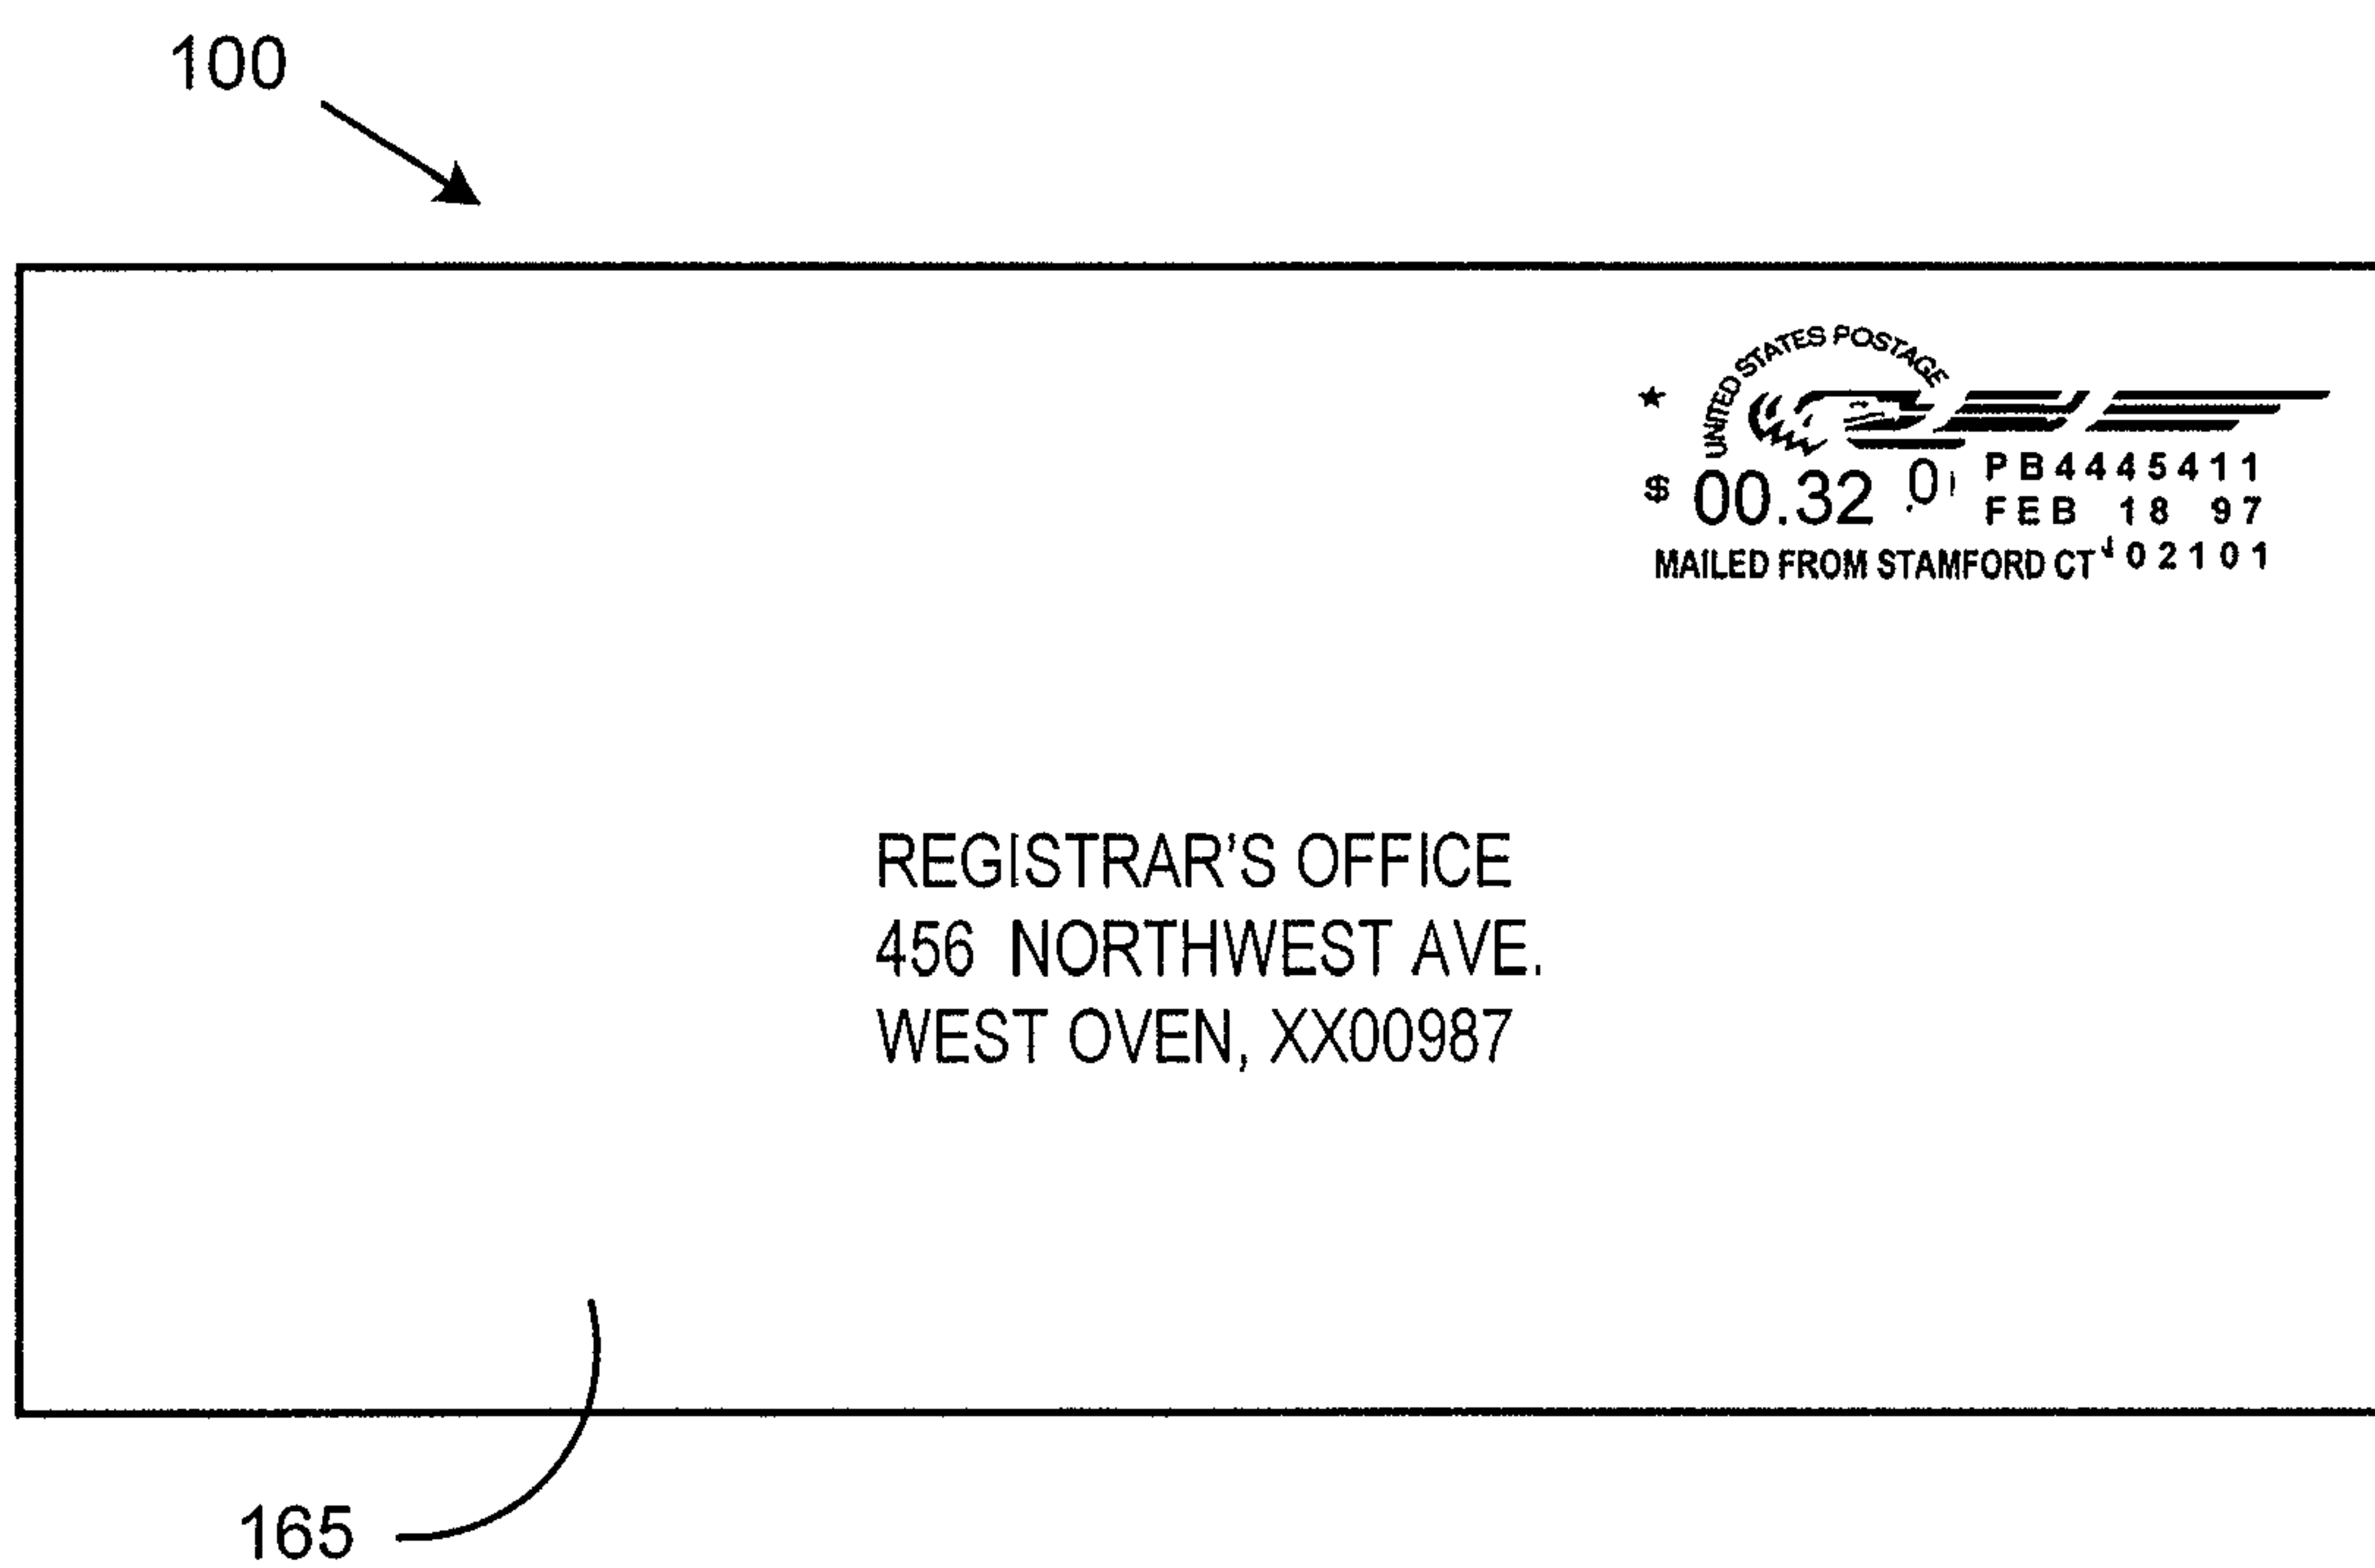 100
UNITED STATES POSTAGE
$ 00.32 .0 PB4445411
FEB 18 97
MAILED FROM STAMFORD CT 02101
REGISTRAR'S OFFICE
456 NORTHWEST AVE.
WEST OVEN, XX00987
165